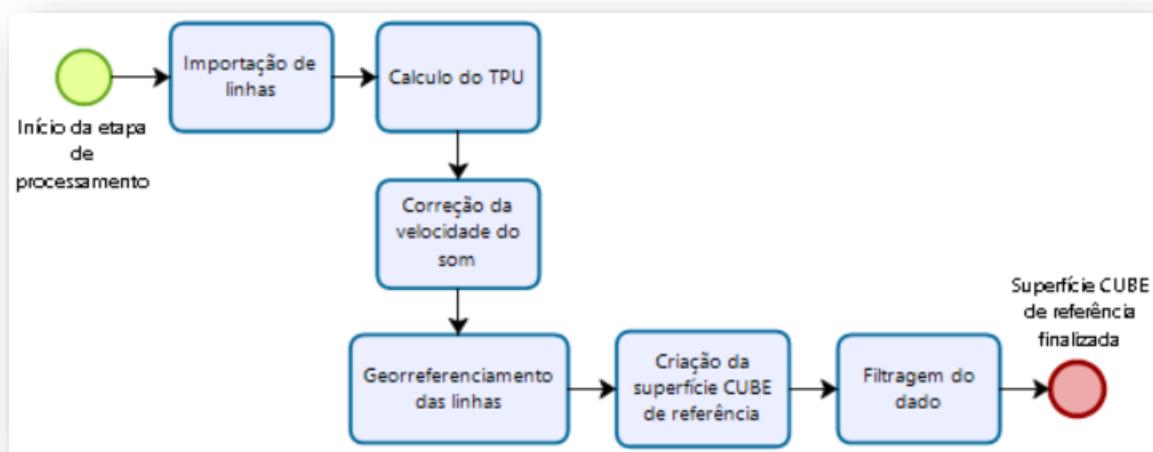 Início da etapa
de
processamento
Importação de
linhas
Calculo do TPU
Correção da
velocidade do
som
Georreferenciamento
das linhas
Criação da
superfície CUBE
de referência
Filtragem do
dado
Superfície CUBE
de referência
finalizada